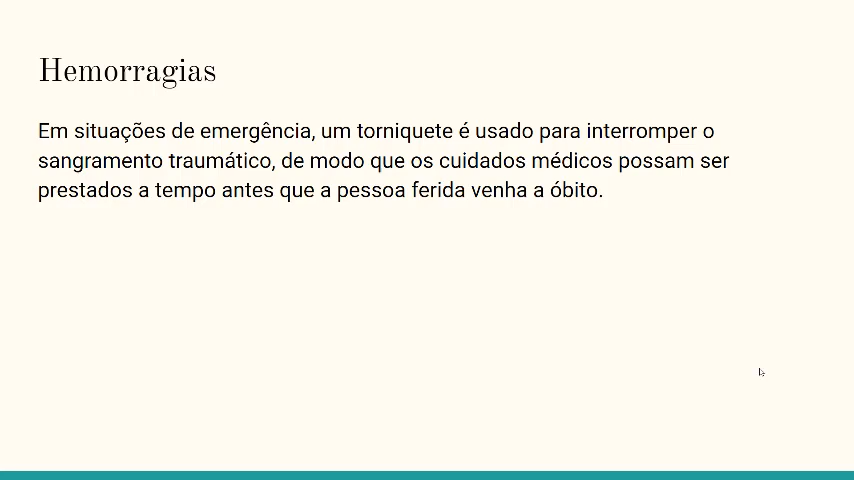 Hemorragias
Em situações de emergência, um torniquete é usado para interromper o
sangramento traumático, de modo que os cuidados médicos possam ser
prestados a tempo antes que a pessoa ferida venha a óbito.